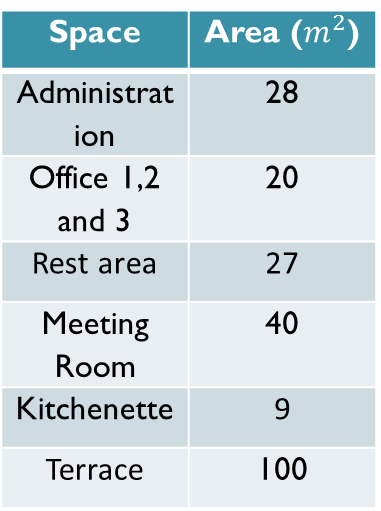 Space Area (m²)
Administrat
ion 28
Office 1,2
and 3 20
Rest area 27
Meeting
Room 40
Kitchenette 9
Terrace 100